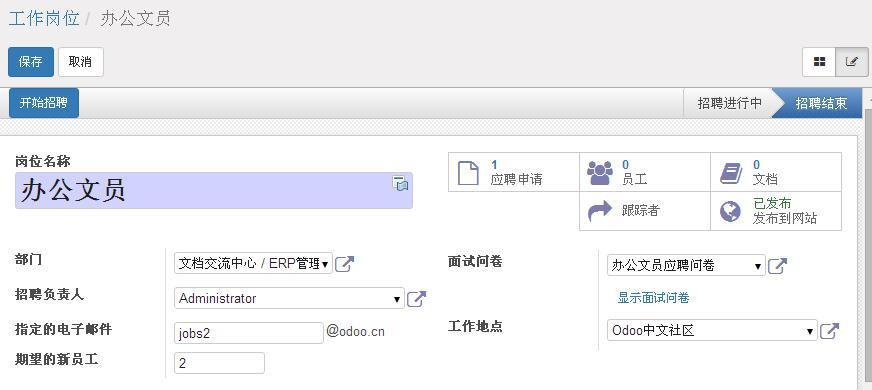 工作岗位 / 办公文员
保存 取消
开始招聘 招聘进行中 招聘结束
岗位名称
办公文员
1
应聘申请
0
员工
0
文档
跟踪者
已发布
发布到网站
部门 文档交流中心 / ERP管理
招聘负责人 Administrator
指定的电子邮件 jobs2 @odoo.cn
期望的新员工 2
面试问卷 办公文员应聘问卷
显示面试问卷
工作地点 Odoo中文社区